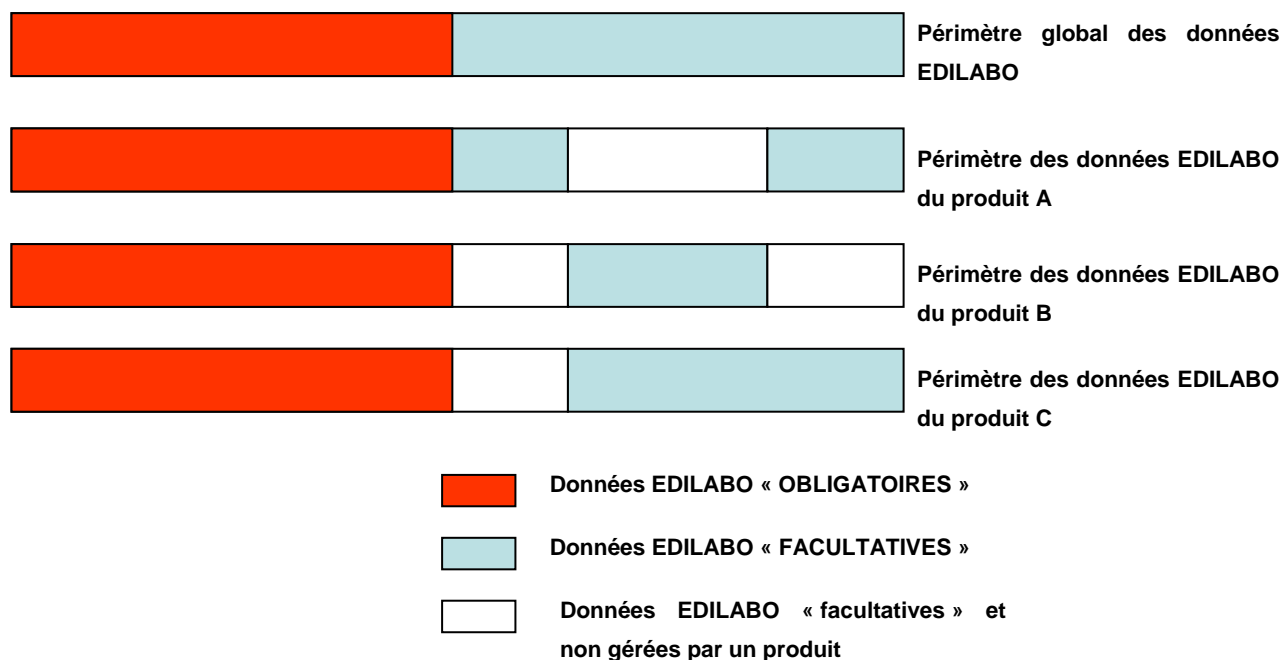 Périmètre global des données
EDILABO
Périmètre des données EDILABO
du produit A
Périmètre des données EDILABO
du produit B
Périmètre des données EDILABO
du produit C
Données EDILABO « OBLIGATOIRES »
Données EDILABO « FACULTATIVES »
Données EDILABO « facultatives » et
non gérées par un produit